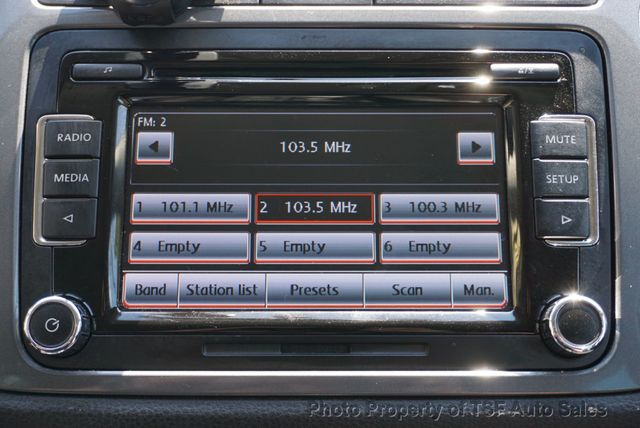 FM: 2
103.5 MHz
RADIO
MEDIA
MUTE
SETUP
1 101.1 MHz
2 103.5 MHz
3 100.3 MHz
4 Empty
5 Empty
6 Empty
Band
Station list
Presets
Scan
Man.
Photo Property of TSF Auto Sales